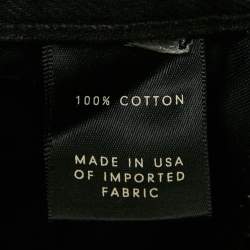 100% COTTON
MADE IN USA
OF IMPORTED
FABRIC